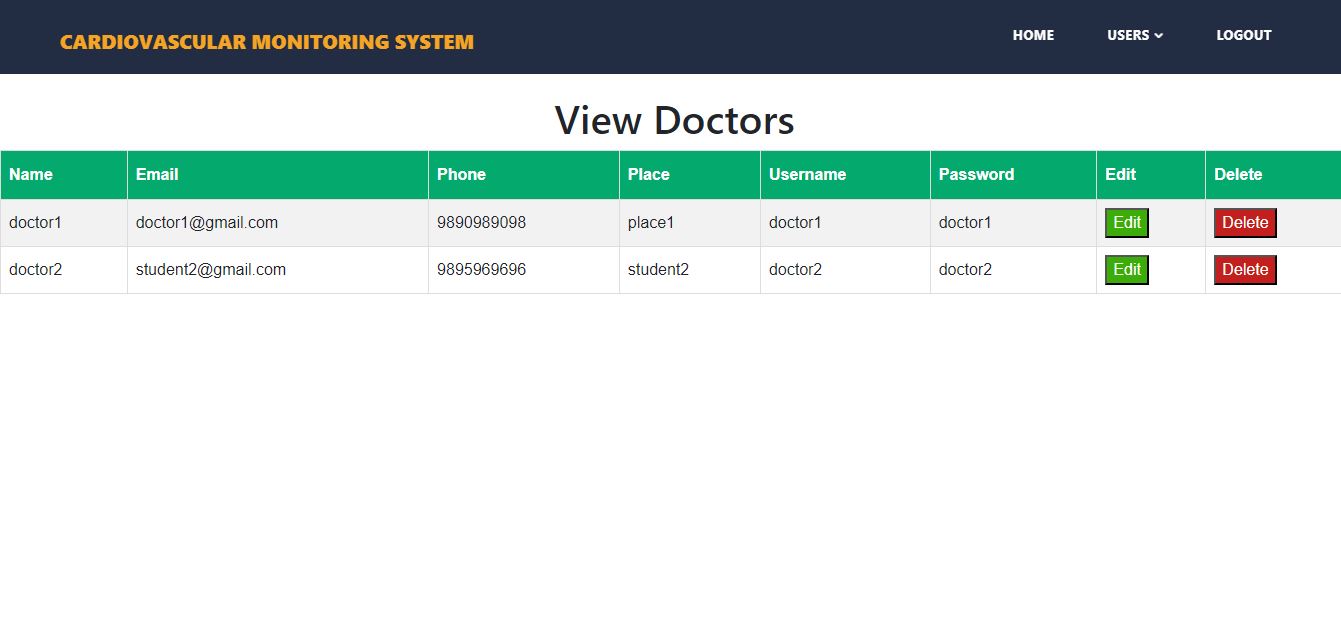 CARDIOVASCULAR MONITORING SYSTEM HOME USERS LOGOUT
View Doctors
Name Email Phone Place Username Password Edit Delete
doctor1 doctor1@gmail.com 9890989098 place1 doctor1 doctor1 Edit Delete
doctor2 student2@gmail.com 9895969696 student2 doctor2 doctor2 Edit Delete